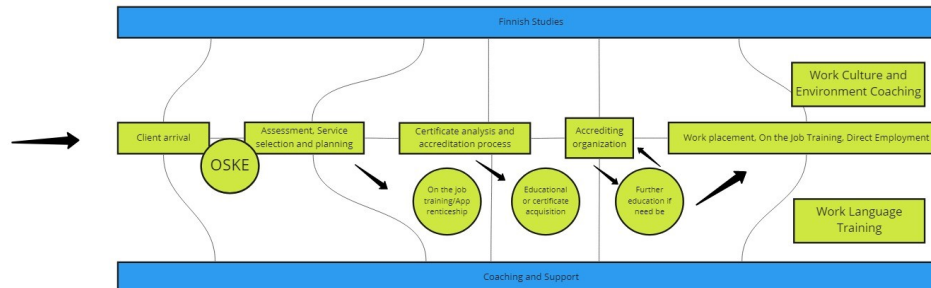 Finnish Studies
Work Culture and
Environment Coaching
Client arrival
OSKE
Assessment, Service
selection and planning
Certificate analysis and
accreditation process
Accrediting
organization
Work placement, On the Job Training, Direct Employment
On the job
training/App
renticeship
Educational
or certificate
acquisition
Further
education if
need be
Work Language
Training
Coaching and Support